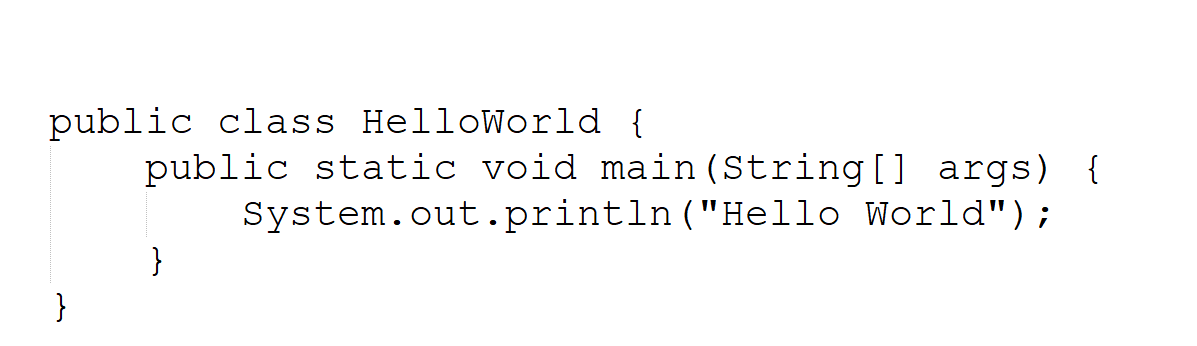 public class HelloWorld {
    public static void main(String[] args) {
        System.out.println("Hello World");
    }
}